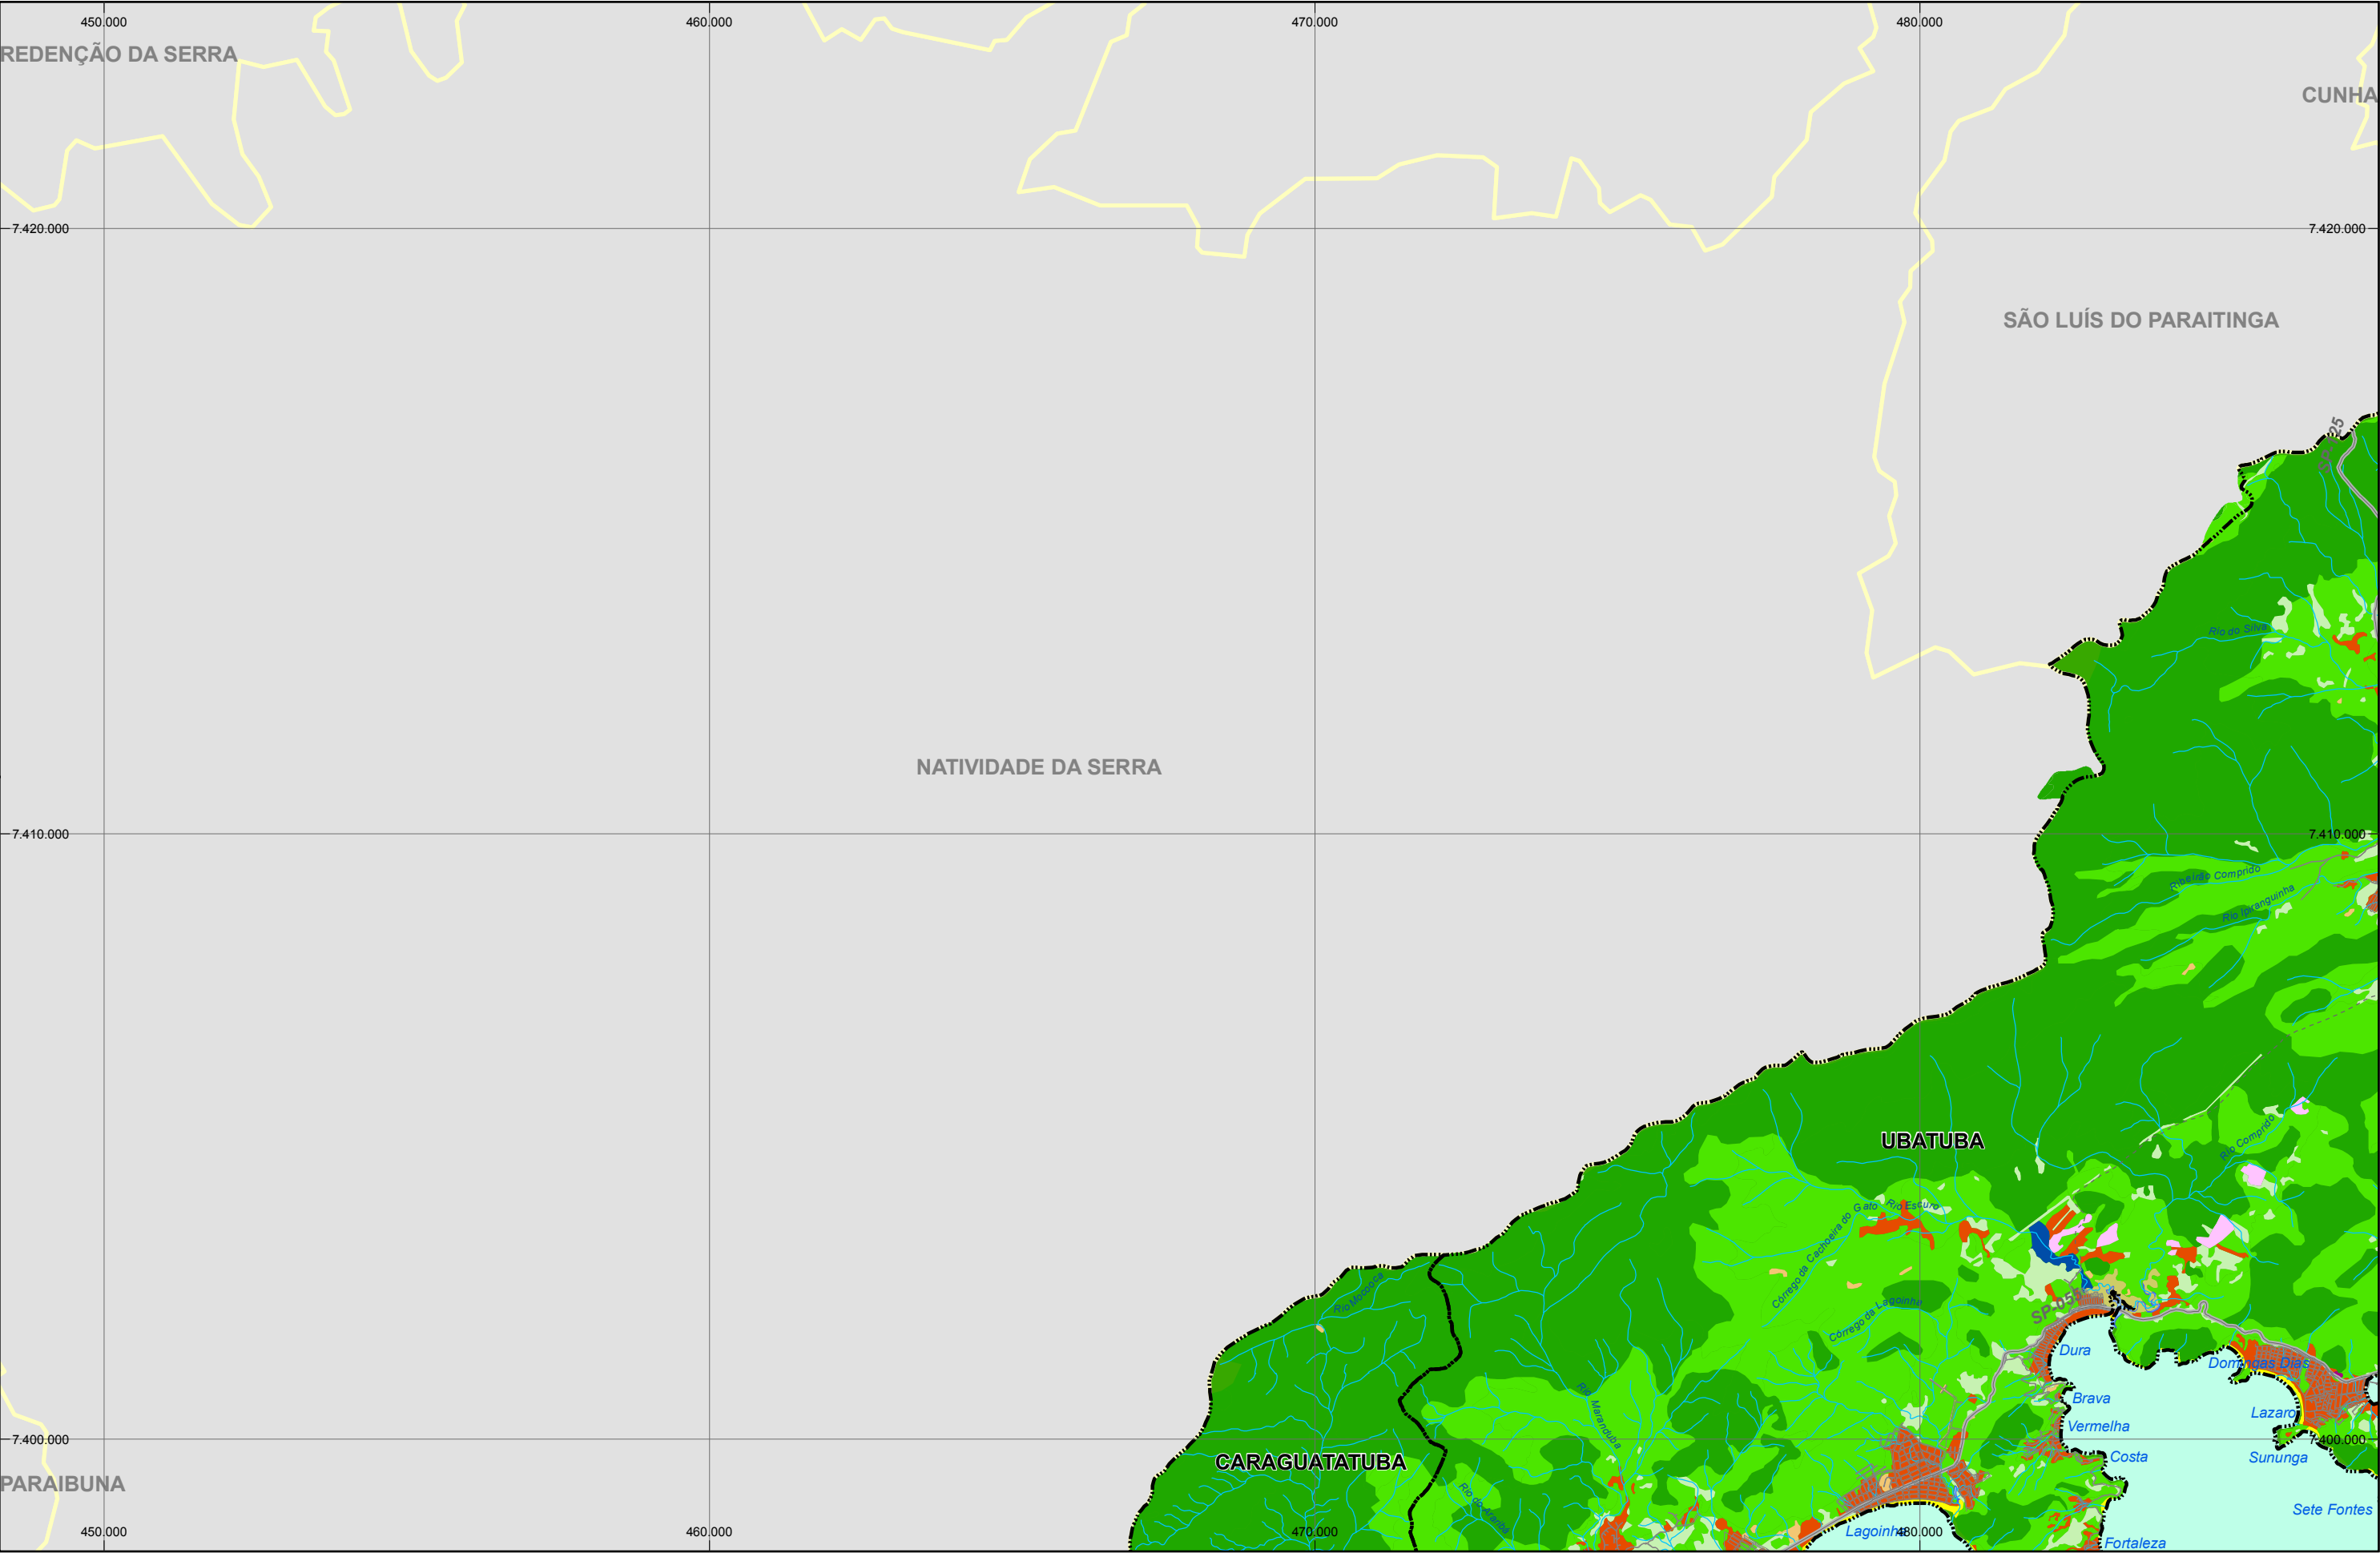 450.000
460.000
470.000
480.000
REDENÇÃO DA SERRA
CUNHA
7.420.000
7.420.000
SÃO LUÍS DO PARAITINGA
Rio do Silva
NATIVIDADE DA SERRA
7.410.000
7.410.000
Ribeirão Comprido
Rio Ipiranguinha
UBATUBA
Rio Comprido
Córrego da Cachoeira do Gato
Rio Escuro
Rio Mococa
Córrego da Lagoinha
SP-055
Dura
Domingas Dias
Rio Maranduba
Brava
Lazaro
Vermelha
7.400.000
7.400.000
Costa
Sununga
CARAGUATATUBA
PARAIBUNA
Sete Fontes
450.000
460.000
470.000
480.000
Lagoinha
Fortaleza